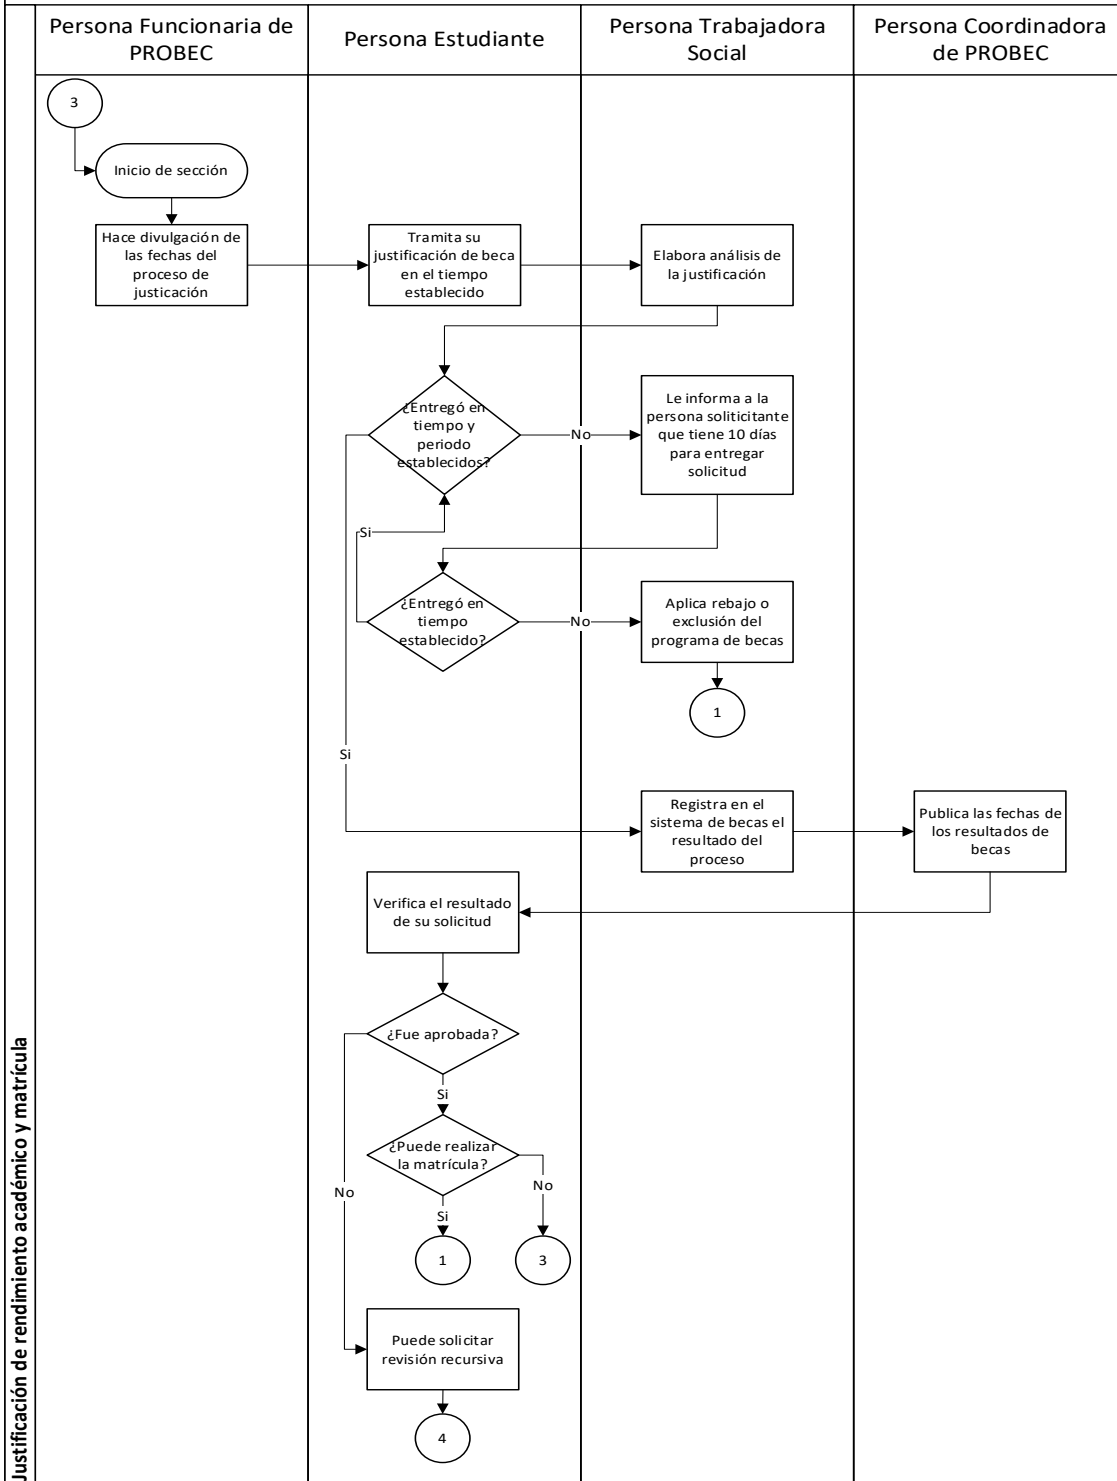 Persona Funcionaria de
PROBEC
Persona Estudiante
Persona Trabajadora
Social
Persona Coordinadora
de PROBEC
Justificación de rendimiento académico y matrícula
3
Inicio de sección
Hace divulgación de
las fechas del
proceso de
justicación
Tramita su
justificación de beca
en el tiempo
establecido
Elabora análisis de
la justificación
¿Entregó en
tiempo y
periodo
establecidos?
No
Le informa a la
persona soliticitante
que tiene 10 días
para entregar
solicitud
Si
¿Entregó en
tiempo
establecido?
No
Aplica rebajo o
exclusión del
programa de becas
1
Si
Registra en el
sistema de becas el
resultado del
proceso
Publica las fechas de
los resultados de
becas
Verifica el resultado
de su solicitud
¿Fue aprobada?
Si
¿Puede realizar
la matrícula?
No
No
Si
1
3
Puede solicitar
revisión recursiva
4